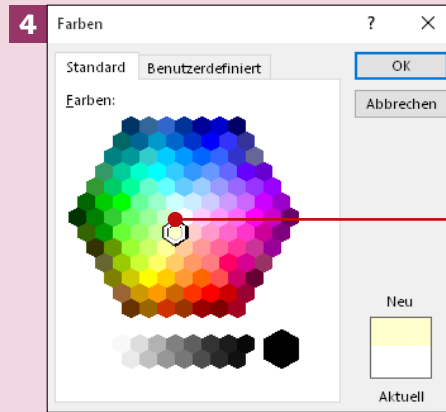 4
Farben
?
×
Standard
Benutzerdefiniert
OK
Abbrechen
Farben:
Neu
Aktuell